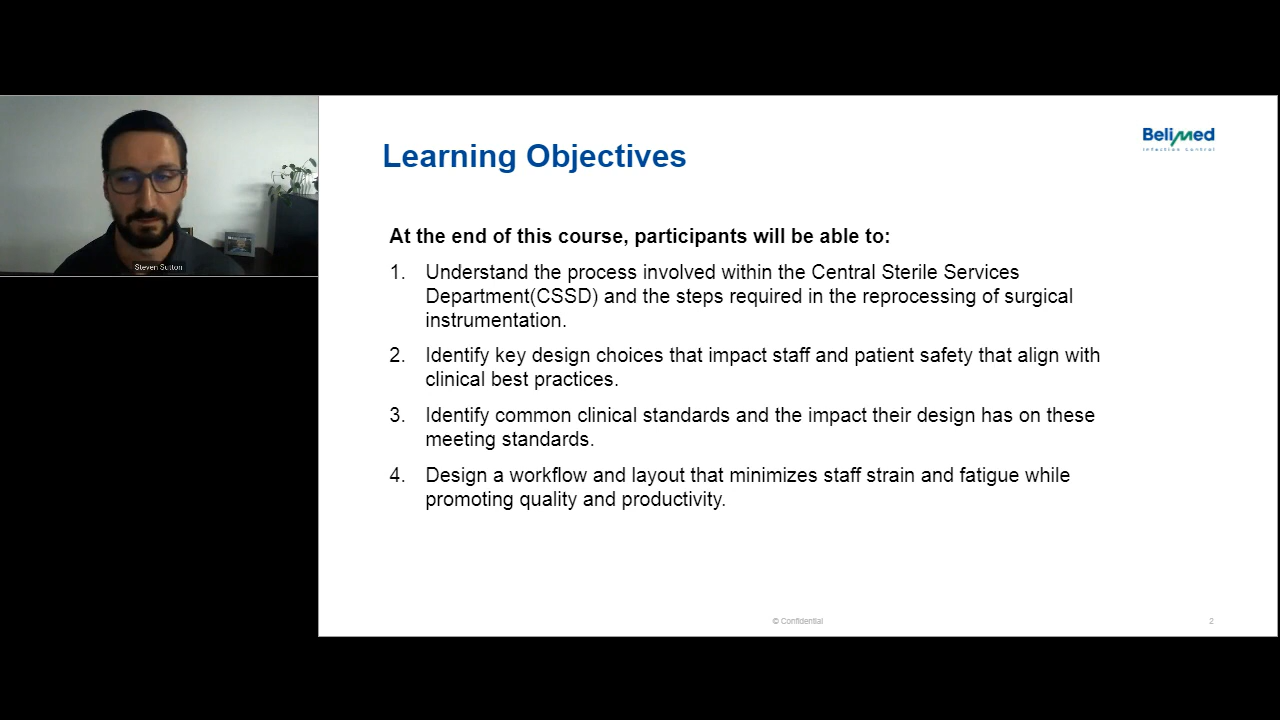 Steven Sutton
Learning Objectives
Belimed
Infection Control
At the end of this course, participants will be able to:
1. Understand the process involved within the Central Sterile Services
Department(CSSD) and the steps required in the reprocessing of surgical
instrumentation.
2. Identify key design choices that impact staff and patient safety that align with
clinical best practices.
3. Identify common clinical standards and the impact their design has on these
meeting standards.
4. Design a workflow and layout that minimizes staff strain and fatigue while
promoting quality and productivity.
© Confidential
2